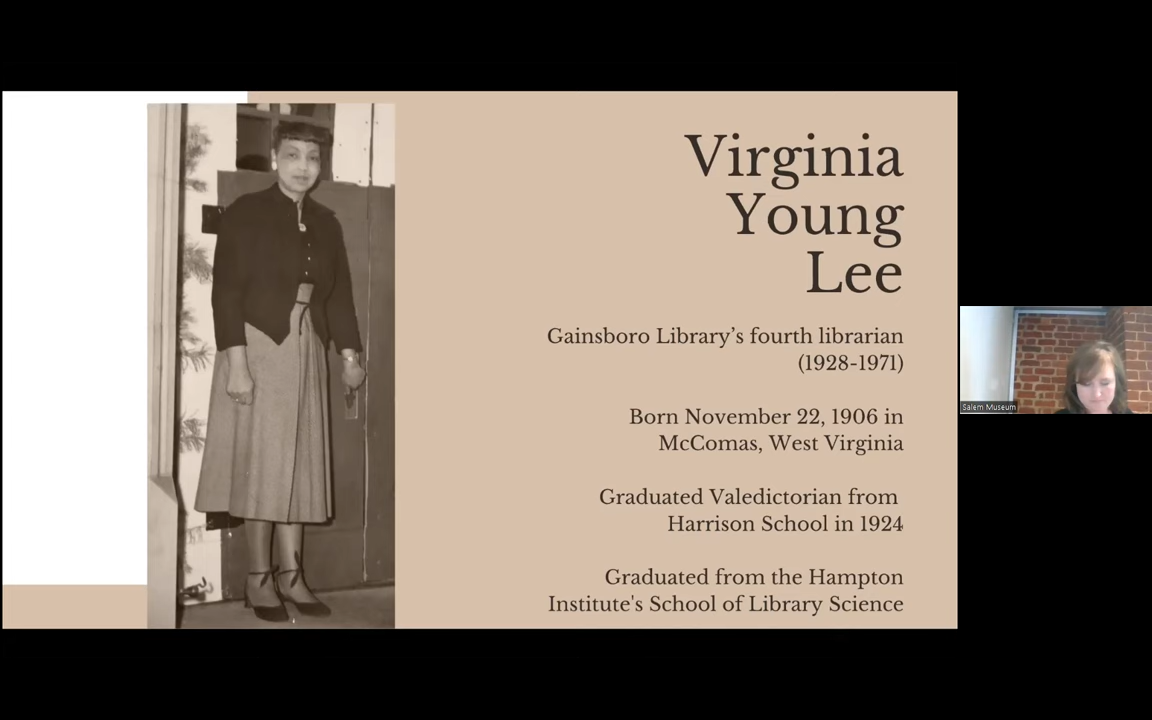 Virginia
Young
Lee
Gainsboro Library’s fourth librarian
(1928-1971)
Born November 22, 1906 in
McComas, West Virginia
Graduated Valedictorian from
Harrison School in 1924
Graduated from the Hampton
Institute's School of Library Science
Salem Museum